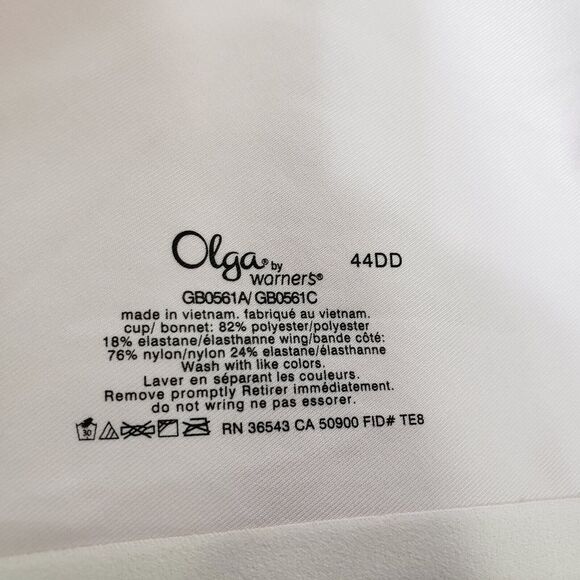 Olga® by 44DD
warners®
GB0561A/ GB0561C
made in vietnam. fabriqué au vietnam.
cup/ bonnet: 82% polyester/polyester
18% elastane/élasthanne wing/bande côté:
76% nylon/nylon 24% elastane/élasthanne
Wash with like colors.
Laver en séparant les couleurs.
Remove promptly Retirer immédiatement.
do not wring ne pas essorer.
30 RN 36543 CA 50900 FID# TE8